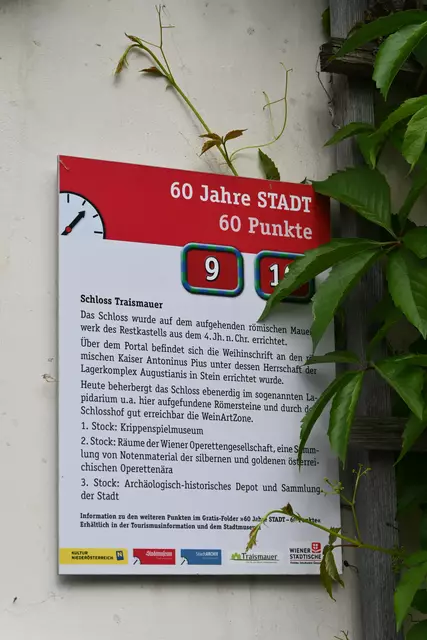 60 Jahre STADT
60 Punkte
9
Schloss Traismauer
Das Schloss wurde auf dem aufgehenden römischen Mauer
werk des Restkastells aus dem 4. Jh. n. Chr. errichtet.
Über dem Portal befindet sich die Weihinschrift an den rö
mischen Kaiser Antoninus Pius unter dessen Herrschaft der
Lagerkomplex Augustianis in Stein errichtet wurde.
Heute beherbergt das Schloss ebenerdig im sogenannten La-
pidarium u.a. hier aufgefundene Römersteine und durch de
Schlosshof gut erreichbar die WeinArtZone.
1. Stock: Krippenspielmuseum
2. Stock: Räume der Wiener Operettengesellschaft, eine Samm
lung von Notenmaterial der silbernen und goldenen österrei-
chischen Operettenära
3. Stock: Archäologisch-historisches Depot und Sammlung
der Stadt
Information zu den weiteren Punkten im Gratis-Folder »60 Jahre STADT – 60 Punkte«
Erhältlich in der Tourismusinformation und dem Stadtmuseum
KULTUR
NIEDERÖSTERREICH
Traismauer
WIENER
STÄDTISCHE